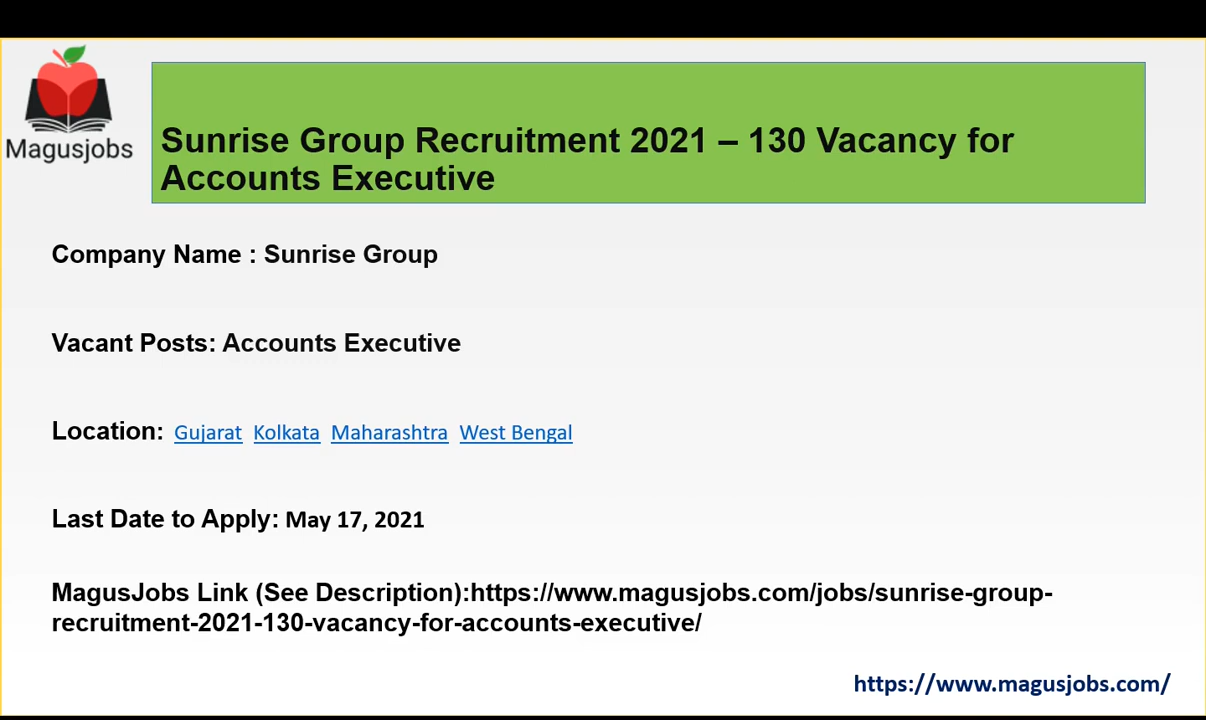 Magusjobs
Sunrise Group Recruitment 2021 – 130 Vacancy for
Accounts Executive
Company Name : Sunrise Group
Vacant Posts: Accounts Executive
Location: Gujarat Kolkata Maharashtra West Bengal
Last Date to Apply: May 17, 2021
MagusJobs Link (See Description):https://www.magusjobs.com/jobs/sunrise-group-
recruitment-2021-130-vacancy-for-accounts-executive/
https://www.magusjobs.com/